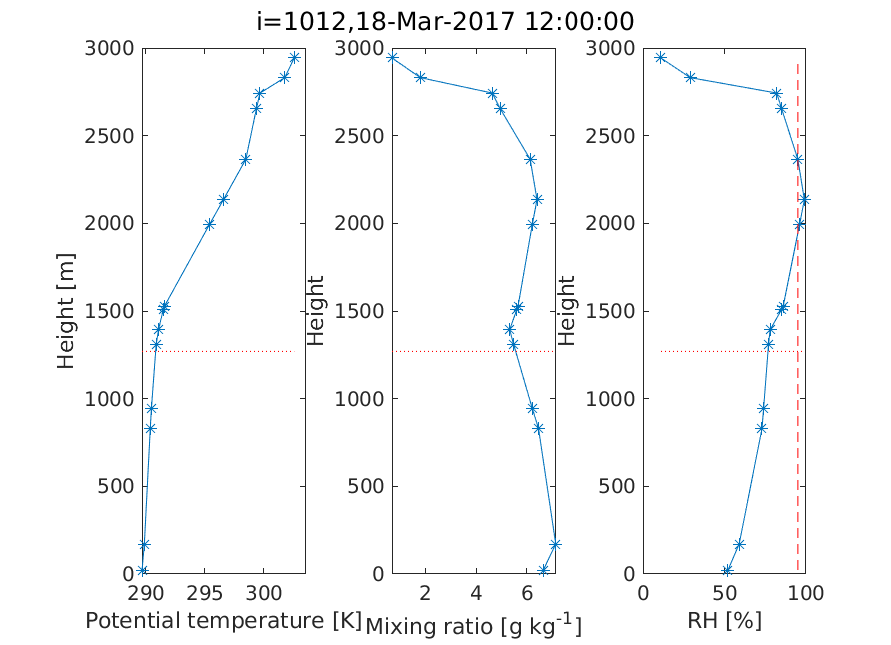 i=1012,18-Mar-2017 12:00:00
3000
2500
2000
1500
1000
500
0
Height [m]
290 295 300
Potential temperature [K]
3000
2500
2000
1500
1000
500
0
Height
2 4 6
Mixing ratio [g kg-1]
3000
2500
2000
1500
1000
500
0
Height
0 50 100
RH [%]